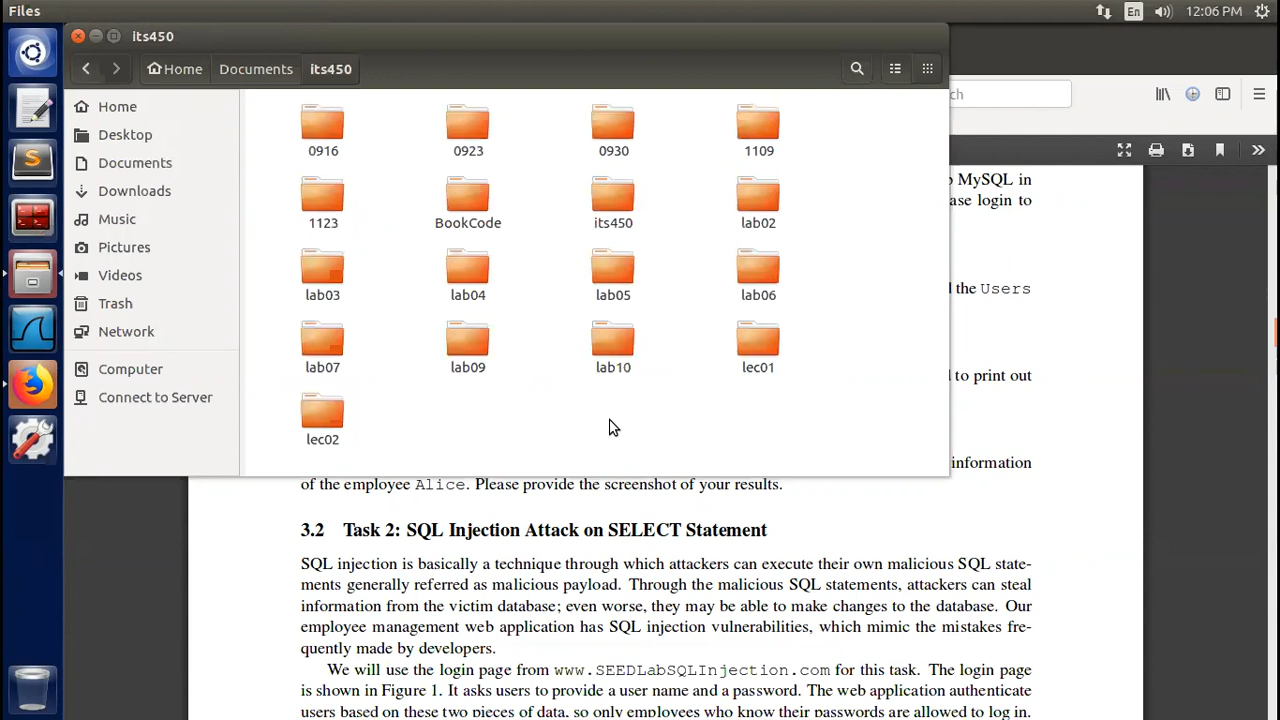 Files
En
12:06 PM
its450
Home
Documents
its450
ch
Home
Desktop
Documents
Downloads
Music
Pictures
Videos
Trash
Network
Computer
Connect to Server
0916
0923
0930
1109
1123
BookCode
its450
lab02
lab03
lab04
lab05
lab06
lab07
lab09
lab10
lec01
lec02
MySQL in
ase login to
the Users
to print out
information
of the employee Alice. Please provide the screenshot of your results.
3.2 Task 2: SQL Injection Attack on SELECT Statement
SQL injection is basically a technique through which attackers can execute their own malicious SQL state-
ments generally referred as malicious payload. Through the malicious SQL statements, attackers can steal
information from the victim database; even worse, they may be able to make changes to the database. Our
employee management web application has SQL injection vulnerabilities, which mimic the mistakes fre-
quently made by developers.
We will use the login page from www.SEEDLabSQLInjection.com for this task. The login page
is shown in Figure 1. It asks users to provide a user name and a password. The web application authenticate
users based on these two pieces of data, so only employees who know their passwords are allowed to log in.